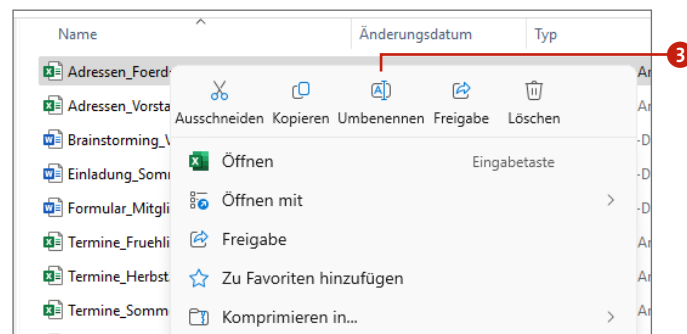 Name Änderungsdatum Typ
3
Adressen_Foerd
Adressen_Vorsta
Brainstorming_V
Einladung_Somm
Formular_Mitgli
Termine_Fruehli
Termine_Herbst
Termine_Somm
Ausschneiden Kopieren Umbenennen Freigabe Löschen
Öffnen Eingabetaste
Öffnen mit
Freigabe
Zu Favoriten hinzufügen
Komprimieren in...